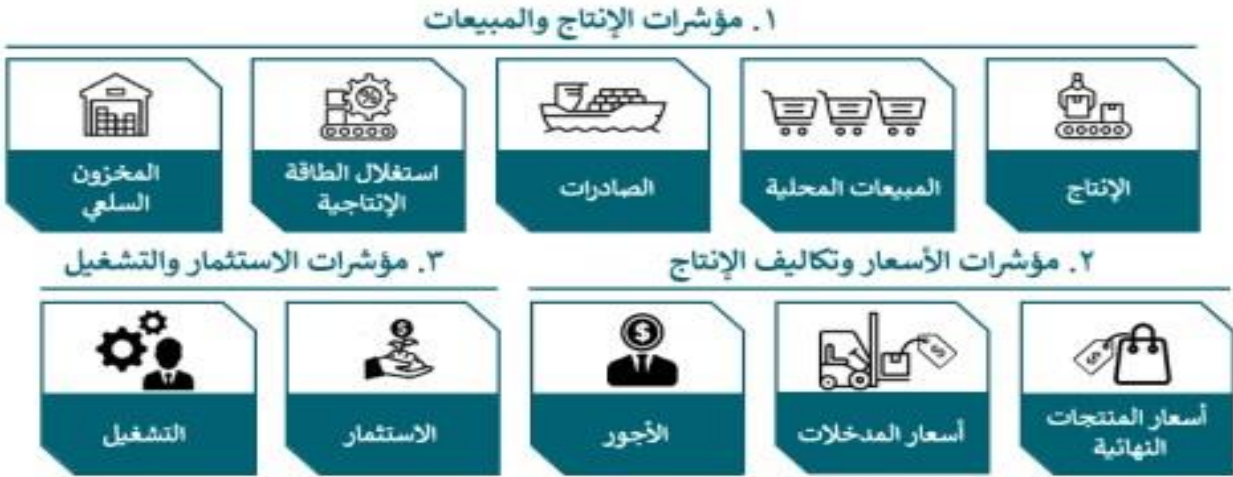 ١. مؤشرات الإنتاج والمبيعات
الإنتاج
المبيعات المحلية
الصادرات
استغلال الطاقة
الإنتاجية
المخزون
السلعي
٢. مؤشرات الأسعار وتكاليف الإنتاج
أسعار المنتجات
النهائية
أسعار المدخلات
الأجور
٣. مؤشرات الاستثمار والتشغيل
الاستثمار
التشغيل